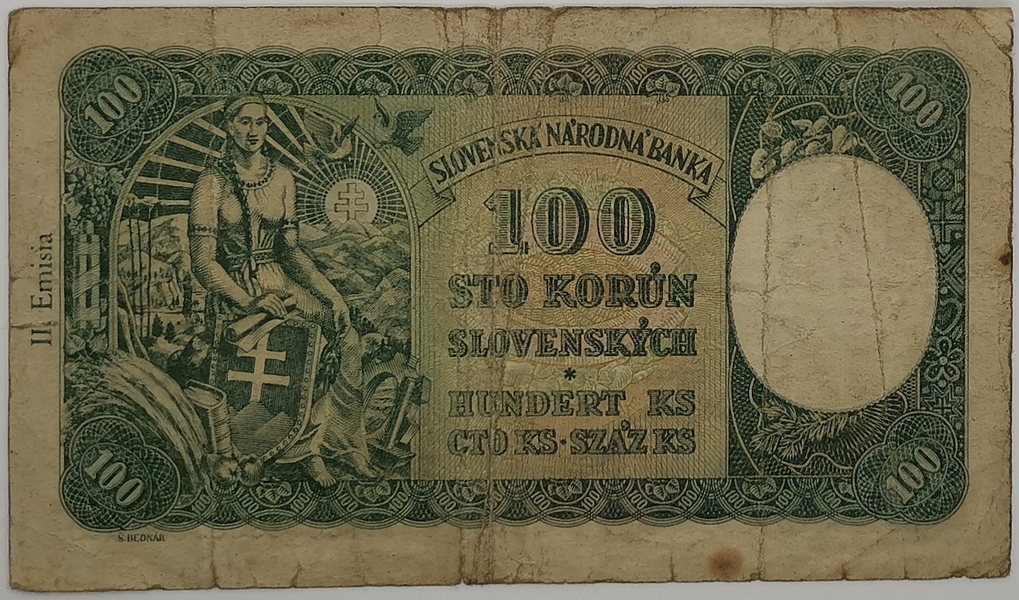 100
100
SLOVENSKÁ NÁRODNÁ BANKA
100
STO KORÚN
SLOVENSKÝCH
*
HUNDERT KS
СТО KS·SZÁZ KS
100
100
II. Emisia
Š. BEDNÁR